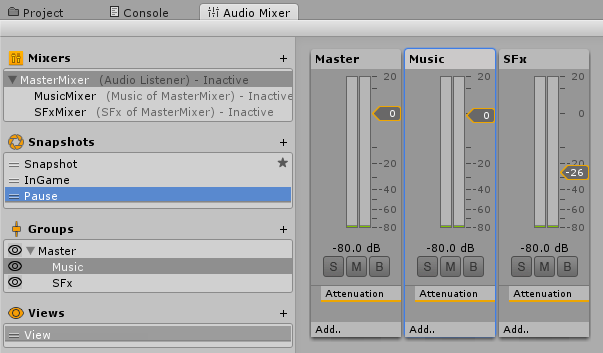 Project Console Audio Mixer
Mixers +
MasterMixer (Audio Listener) - Inactive
MusicMixer (Music of MasterMixer) - Inactive
SFxMixer (SFx of MasterMixer) - Inactive
Snapshots +
Snapshot
InGame
Pause
Groups +
Master
Music
SFx
Views +
View
Master Music SFx
20 20 20
0 0 0
0 0
-20 -20 -20
-26
-40 -40 -40
-60 -60 -60
-80 -80 -80
-80.0 dB -80.0 dB -80.0 dB
S M B S M B S M B
Attenuation Attenuation Attenuation
Add.. Add.. Add..